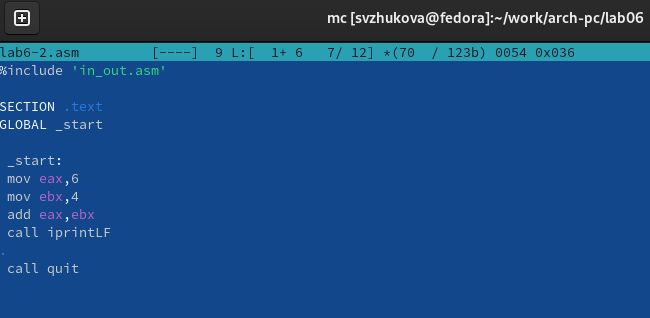 mc [svzhukova@fedora]:~/work/arch-pc/lab06
lab6-2.asm         [----]  9 L:[  1+ 6   7/ 12] *(70  / 123b) 0054 0x036
%include 'in_out.asm'

SECTION .text
GLOBAL _start

 _start:
 mov eax,6
 mov ebx,4
 add eax,ebx
 call iprintLF
.
 call quit